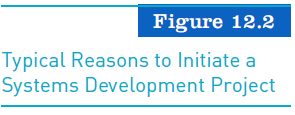 Figure 12.2
Typical Reasons to Initiate a
Systems Development Project